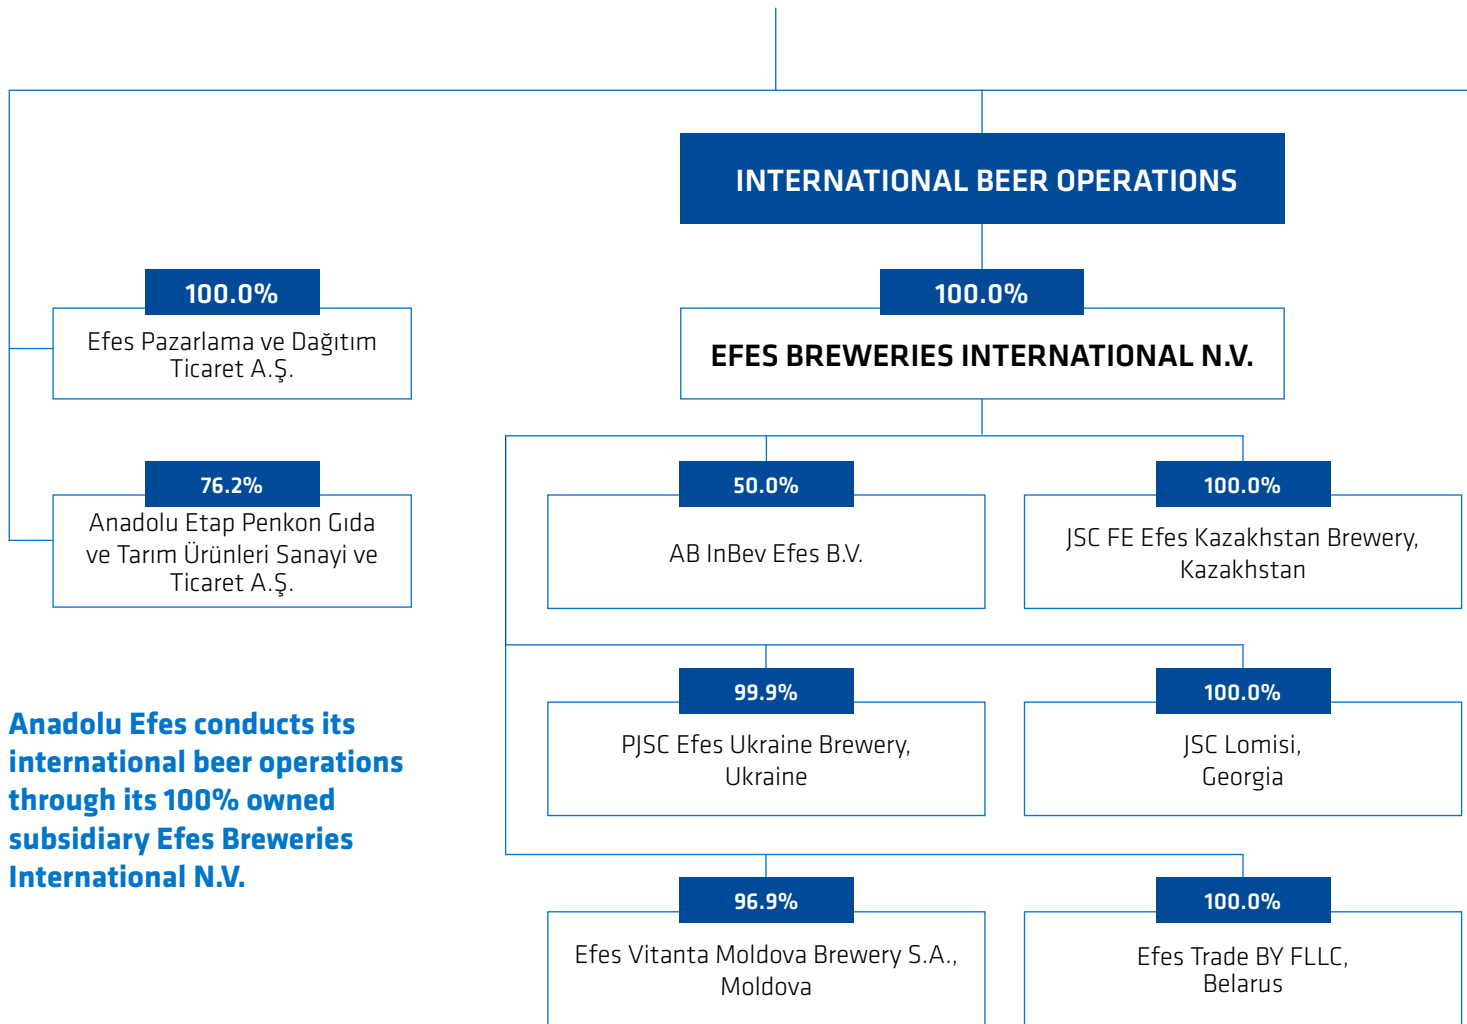 INTERNATIONAL BEER OPERATIONS
100.0%
Efes Pazarlama ve Dağıtım
Ticaret A.Ş.
100.0%
EFES BREWERIES INTERNATIONAL N.V.
76.2%
Anadolu Etap Penkon Gıda
ve Tarım Ürünleri Sanayi ve
Ticaret A.Ş.
50.0%
AB InBev Efes B.V.
100.0%
JSC FE Efes Kazakhstan Brewery,
Kazakhstan
99.9%
PJSC Efes Ukraine Brewery,
Ukraine
100.0%
JSC Lomisi,
Georgia
Anadolu Efes conducts its
international beer operations
through its 100% owned
subsidiary Efes Breweries
International N.V.
96.9%
Efes Vitanta Moldova Brewery S.A.,
Moldova
100.0%
Efes Trade BY FLLC,
Belarus